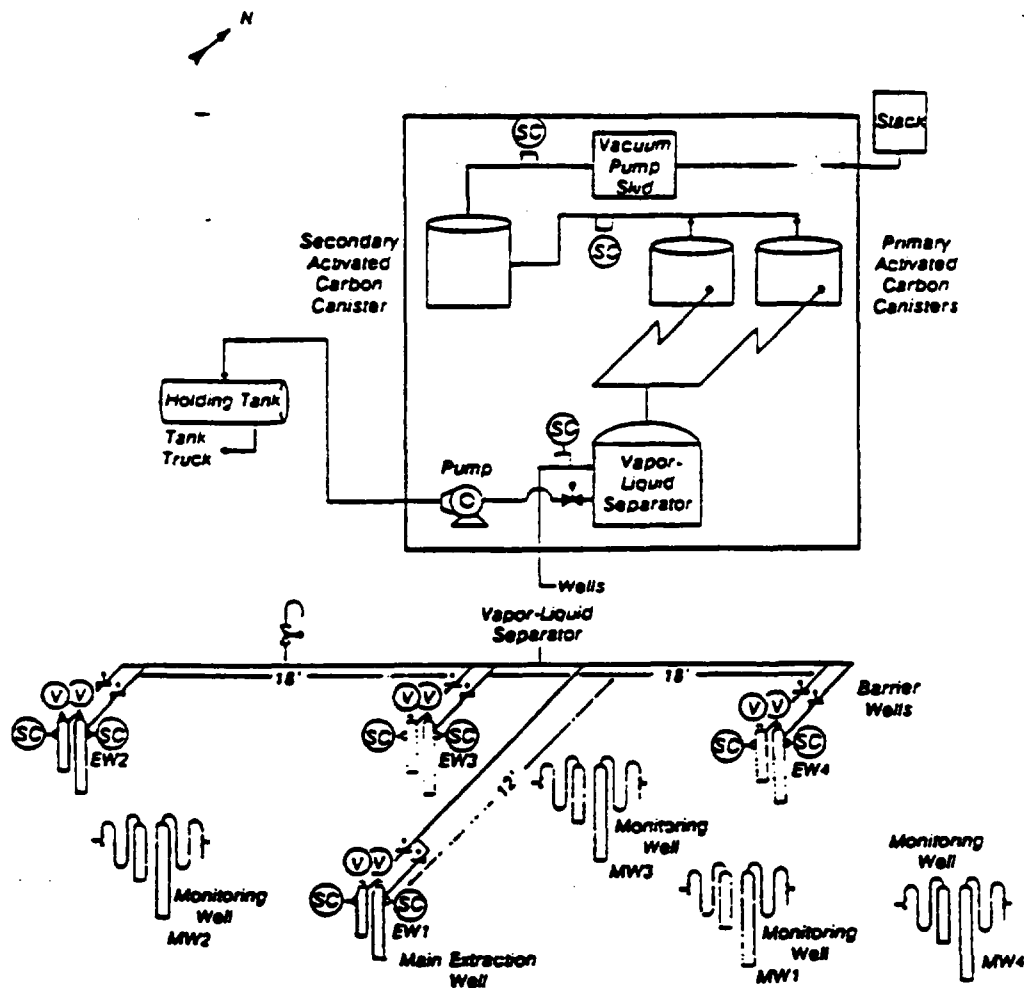 N
Stack
SC
Vacuum
Pump
Skid
Secondary
Activated
Carbon
Canister
SC
Primary
Activated
Carbon
Canisters
Holding Tank
Tank
Truck
Pump
C
SC
Vapor-
Liquid
Separator
Wells
Vapor-Liquid
Separator
18'
18'
Barrier
Wells
V V
SC SC
EW2
V V
SC SC
EW3
V V
SC SC
EW4
12'
Monitoring
Well
MW2
V V
SC SC
EW1
Main Extraction
Well
Monitoring
Well
MW3
Monitoring
Well
MW1
Monitoring
Well
MW4